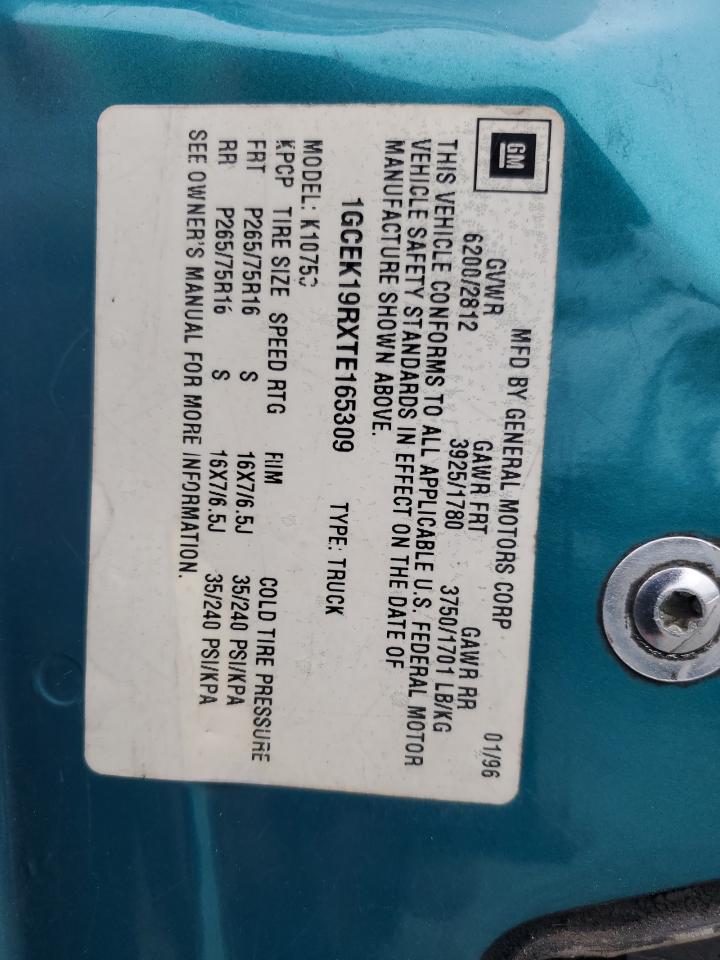 GM
MFD BY GENERAL MOTORS CORP 01/96
GVWR GAWR FRT GAWR RR
6200/2812 3925/1780 3750/1701 LB/KG
THIS VEHICLE CONFORMS TO ALL APPLICABLE U.S. FEDERAL MOTOR
VEHICLE SAFETY STANDARDS IN EFFECT ON THE DATE OF
MANUFACTURE SHOWN ABOVE.
1GCEK19RXTE165309 TYPE: TRUCK
MODEL: K10753
KPCP TIRE SIZE SPEED RTG RIM COLD TIRE PRESSURE
FRT P265/75R16 S 16X7/6.5J 35/240 PSI/KPA
RR P265/75R16 S 16X7/6.5J 35/240 PSI/KPA
SEE OWNER'S MANUAL FOR MORE INFORMATION.